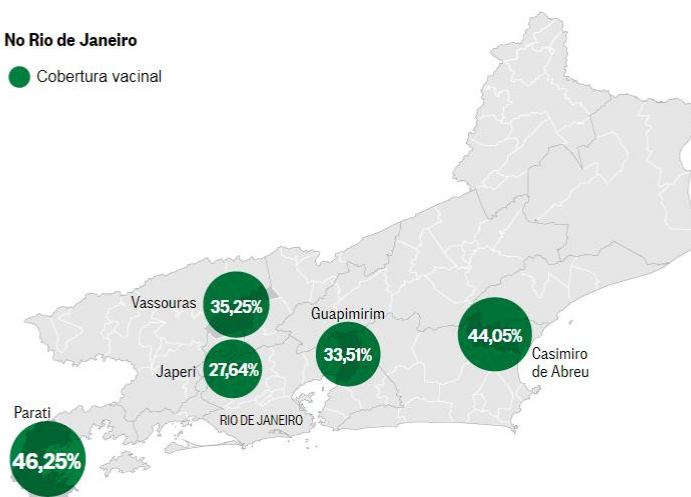 No Rio de Janeiro
Cobertura vacinal
Vassouras
35,25%
Guapimirim
33,51%
44,05%
Casimiro
de Abreu
Japeri
27,64%
RIO DE JANEIRO
Parati
46,25%